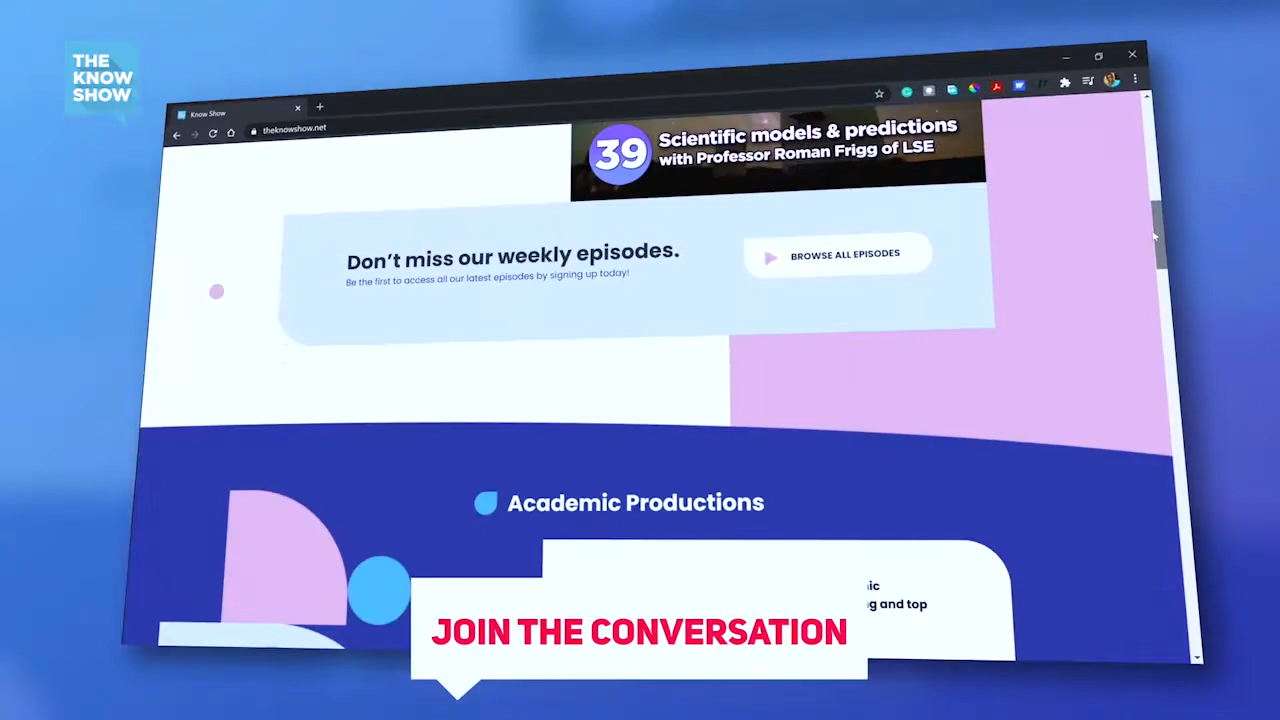 THE
KNOW
SHOW
Know Show
theknowshow.net
39
Scientific models & predictions
with Professor Roman Frigg of LSE
Don't miss our weekly episodes.
Be the first to access all our latest episodes by signing up today!
BROWSE ALL EPISODES
Academic Productions
ic
g and top
JOIN THE CONVERSATION